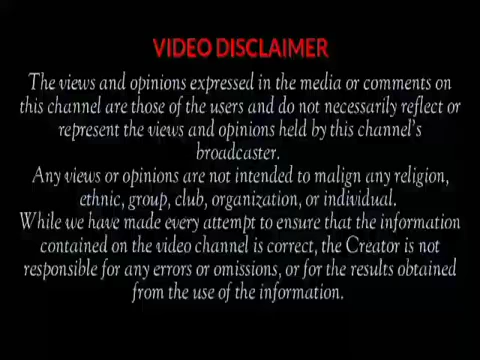 VIDEO DISCLAIMER
The views and opinions expressed in the media or comments on
this channel are those of the users and do not necessarily reflect or
represent the views and opinions held by this channel's
broadcaster.
Any views or opinions are not intended to malign any religion,
ethnic, group, club, organization, or individual.
While we have made every attempt to ensure that the information
contained on the video channel is correct, the Creator is not
responsible for any errors or omissions, or for the results obtained
from the use of the information.